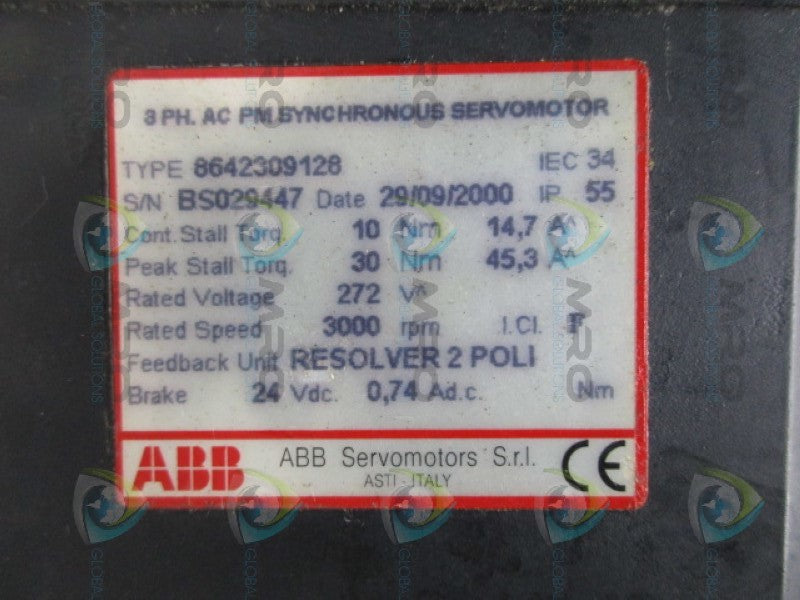 3 PH. AC PM SYNCHRONOUS SERVOMOTOR
TYPE 8642309128 IEC 34
S/N BS029447 Date 29/09/2000 IP 55
Cont.Stall Torq. 10 Nm 14,7 A^
Peak Stall Torq. 30 Nm 45,3 A^
Rated Voltage 272 V^
Rated Speed 3000 rpm I.Cl. F
Feedback Unit RESOLVER 2 POLI
Brake 24 Vdc. 0,74 Ad.c. Nm
ABB ABB Servomotors S.r.l. CE
ASTI - ITALY
MRO
GLOBAL SOLUTIONS